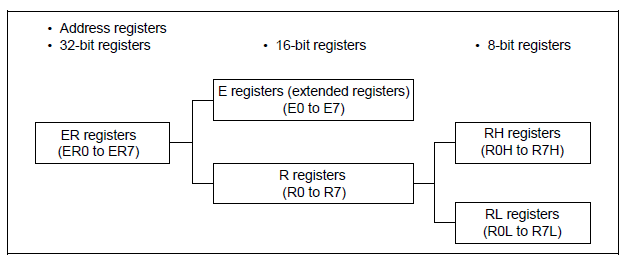 • Address registers
• 32-bit registers
• 16-bit registers
• 8-bit registers
E registers (extended registers)
(E0 to E7)
ER registers
(ER0 to ER7)
RH registers
(R0H to R7H)
R registers
(R0 to R7)
RL registers
(R0L to R7L)